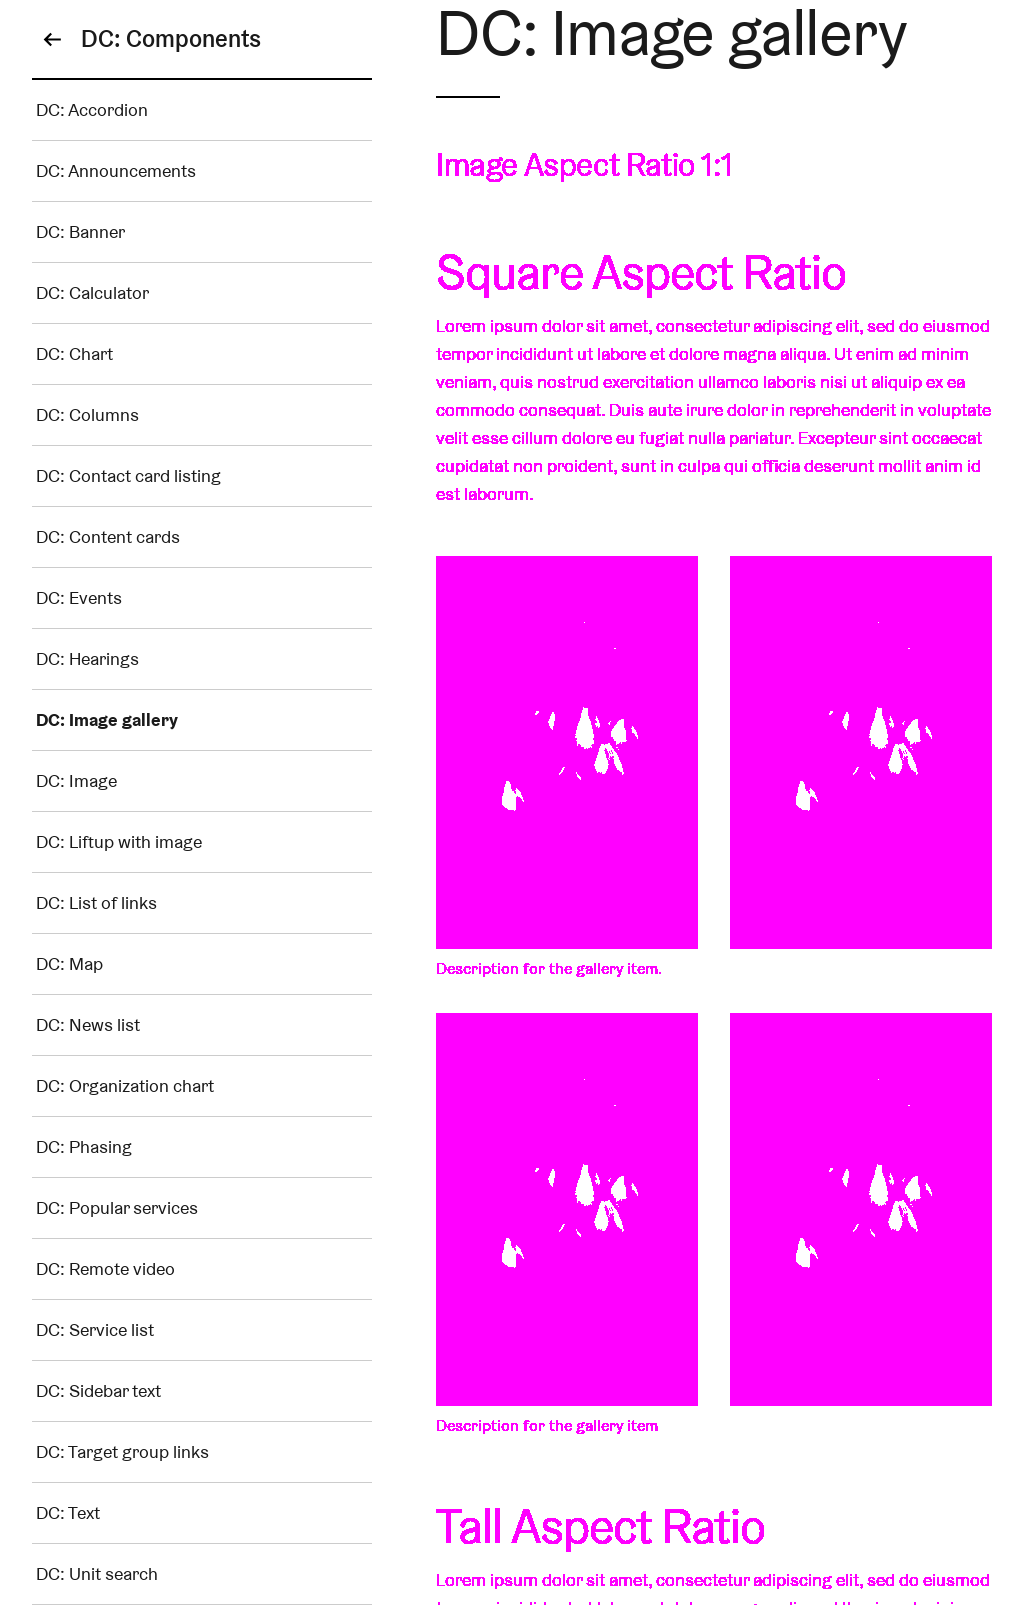 DC: Components
DC: Accordion
DC: Announcements
DC: Banner
DC: Calculator
DC: Chart
DC: Columns
DC: Contact card listing
DC: Content cards
DC: Events
DC: Hearings
DC: Image gallery
DC: Image
DC: Liftup with image
DC: List of links
DC: Map
DC: News list
DC: Organization chart
DC: Phasing
DC: Popular services
DC: Remote video
DC: Service list
DC: Sidebar text
DC: Target group links
DC: Text
DC: Unit search
DC: Image gallery
Image Aspect Ratio 1:1
Square Aspect Ratio
Lorem ipsum dolor sit amet, consectetur adipiscing elit, sed do eiusmod
tempor incididunt ut labore et dolore magna aliqua. Ut enim ad minim
veniam, quis nostrud exercitation ullamco laboris nisi ut aliquip ex ea
commodo consequat. Duis aute irure dolor in reprehenderit in voluptate
velit esse cillum dolore eu fugiat nulla pariatur. Excepteur sint occaecat
cupidatat non proident, sunt in culpa qui officia deserunt mollit anim id
est laborum.
Description for the gallery item.
Description for the gallery item
Tall Aspect Ratio
Lorem ipsum dolor sit amet, consectetur adipiscing elit, sed do eiusmod